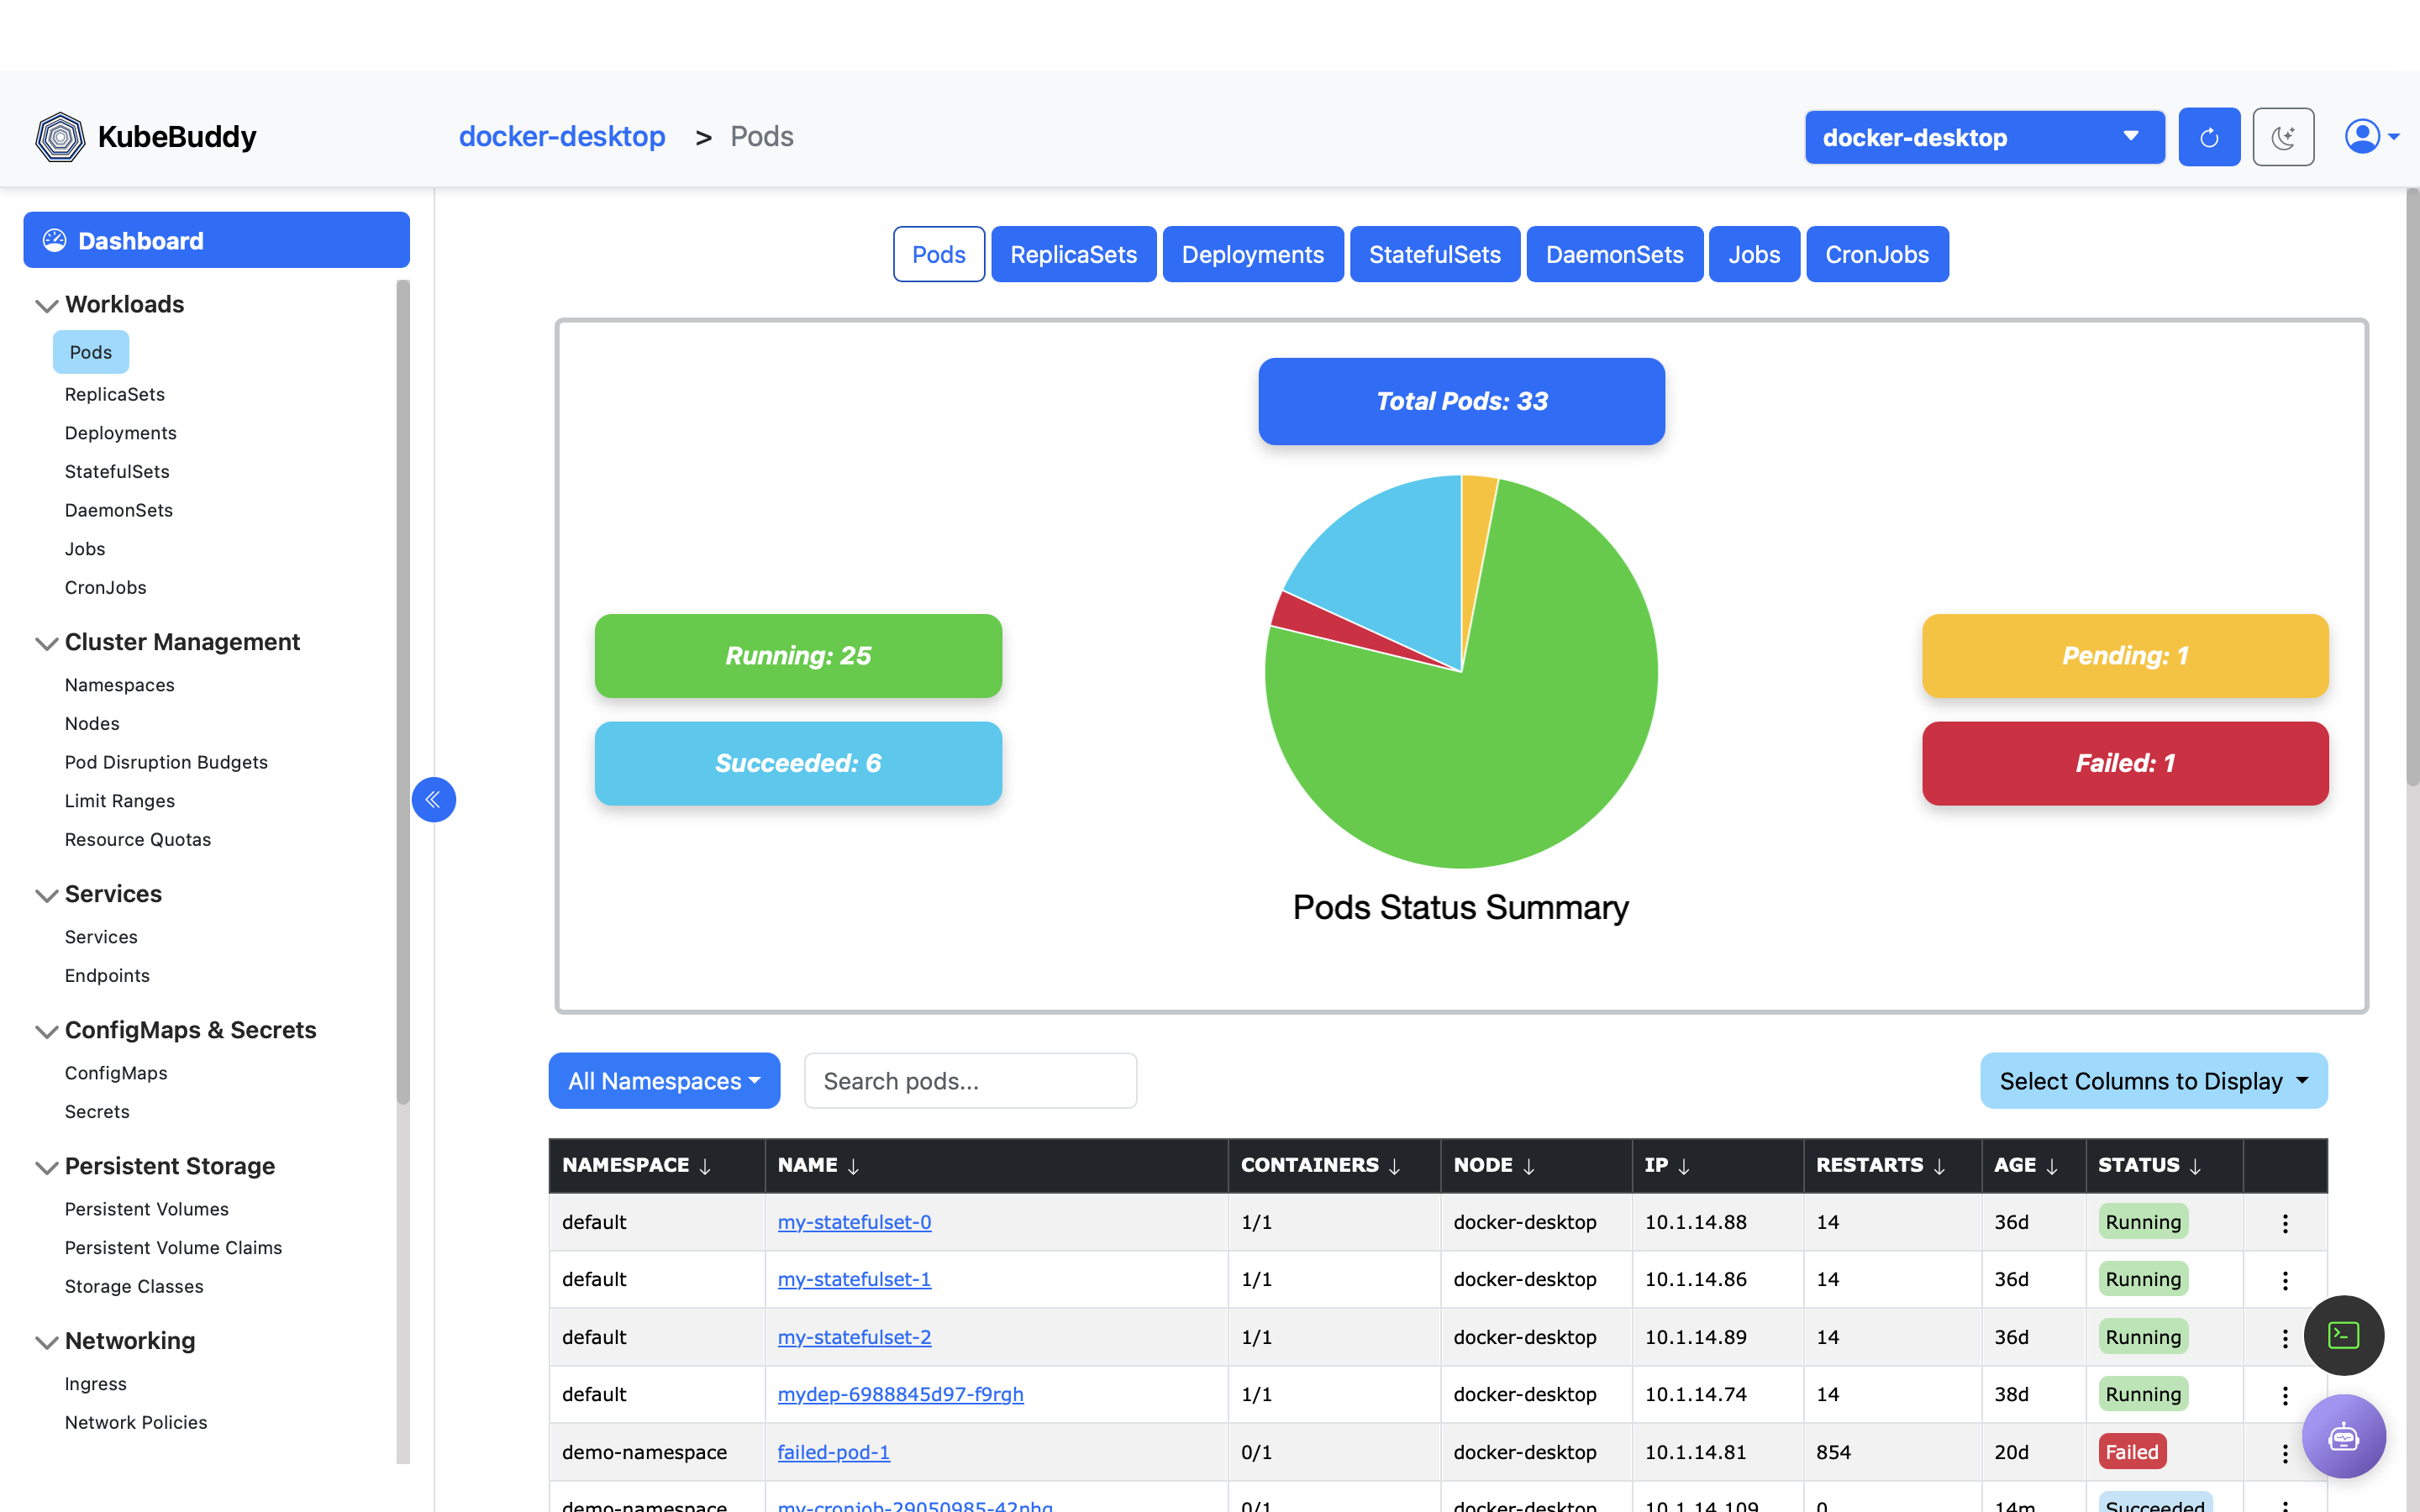 KubeBuddy
docker-desktop > Pods
docker-desktop
Dashboard
Workloads
Pods
ReplicaSets
Deployments
StatefulSets
DaemonSets
Jobs
CronJobs
Cluster Management
Namespaces
Nodes
Pod Disruption Budgets
Limit Ranges
Resource Quotas
Services
Services
Endpoints
ConfigMaps & Secrets
ConfigMaps
Secrets
Persistent Storage
Persistent Volumes
Persistent Volume Claims
Storage Classes
Networking
Ingress
Network Policies
Pods ReplicaSets Deployments StatefulSets DaemonSets Jobs CronJobs
Total Pods: 33
Running: 25
Succeeded: 6
Pending: 1
Failed: 1
Pods Status Summary
All Namespaces Search pods... Select Columns to Display
NAMESPACE ↓ NAME ↓ CONTAINERS ↓ NODE ↓ IP ↓ RESTARTS ↓ AGE ↓ STATUS ↓
default my-statefulset-0 1/1 docker-desktop 10.1.14.88 14 36d Running
default my-statefulset-1 1/1 docker-desktop 10.1.14.86 14 36d Running
default my-statefulset-2 1/1 docker-desktop 10.1.14.89 14 36d Running
default mydep-6988845d97-f9rgh 1/1 docker-desktop 10.1.14.74 14 38d Running
demo-namespace failed-pod-1 0/1 docker-desktop 10.1.14.81 854 20d Failed
demo-namespace my-cronjob-29050985-42nhg 0/1 docker-desktop 10.1.14.109 0 14m Succeeded